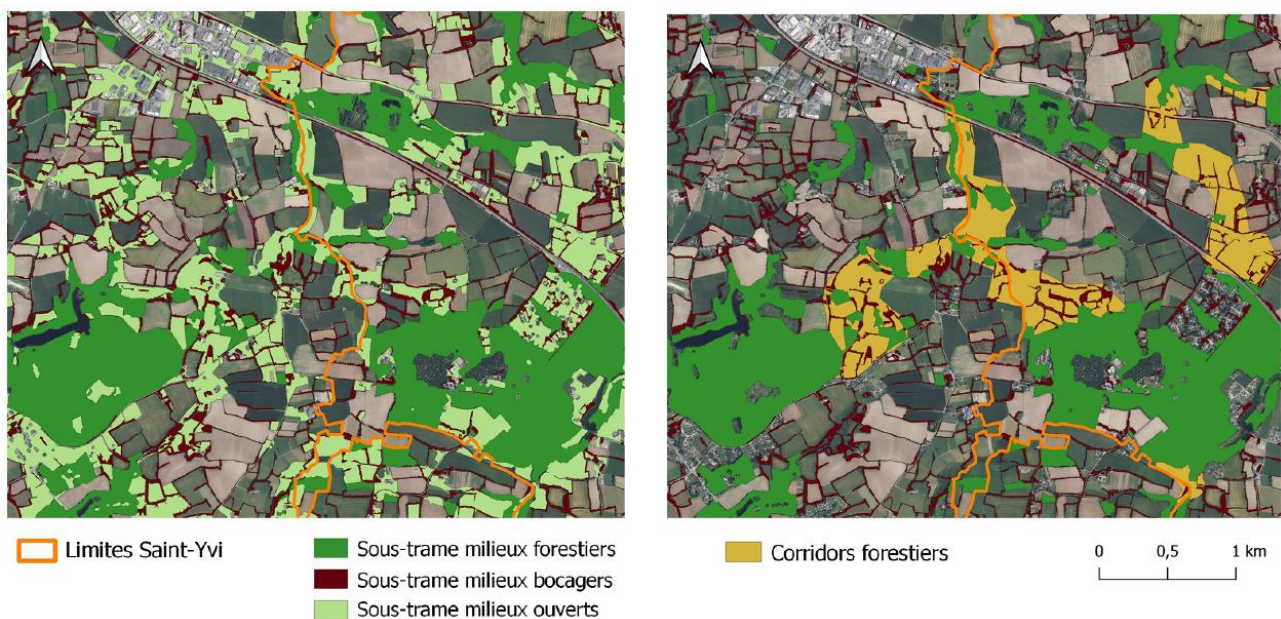 Limites Saint-Yvi
Sous-trame milieux forestiers
Sous-trame milieux bocagers
Sous-trame milieux ouverts
Corridors forestiers
0 0,5 1 km